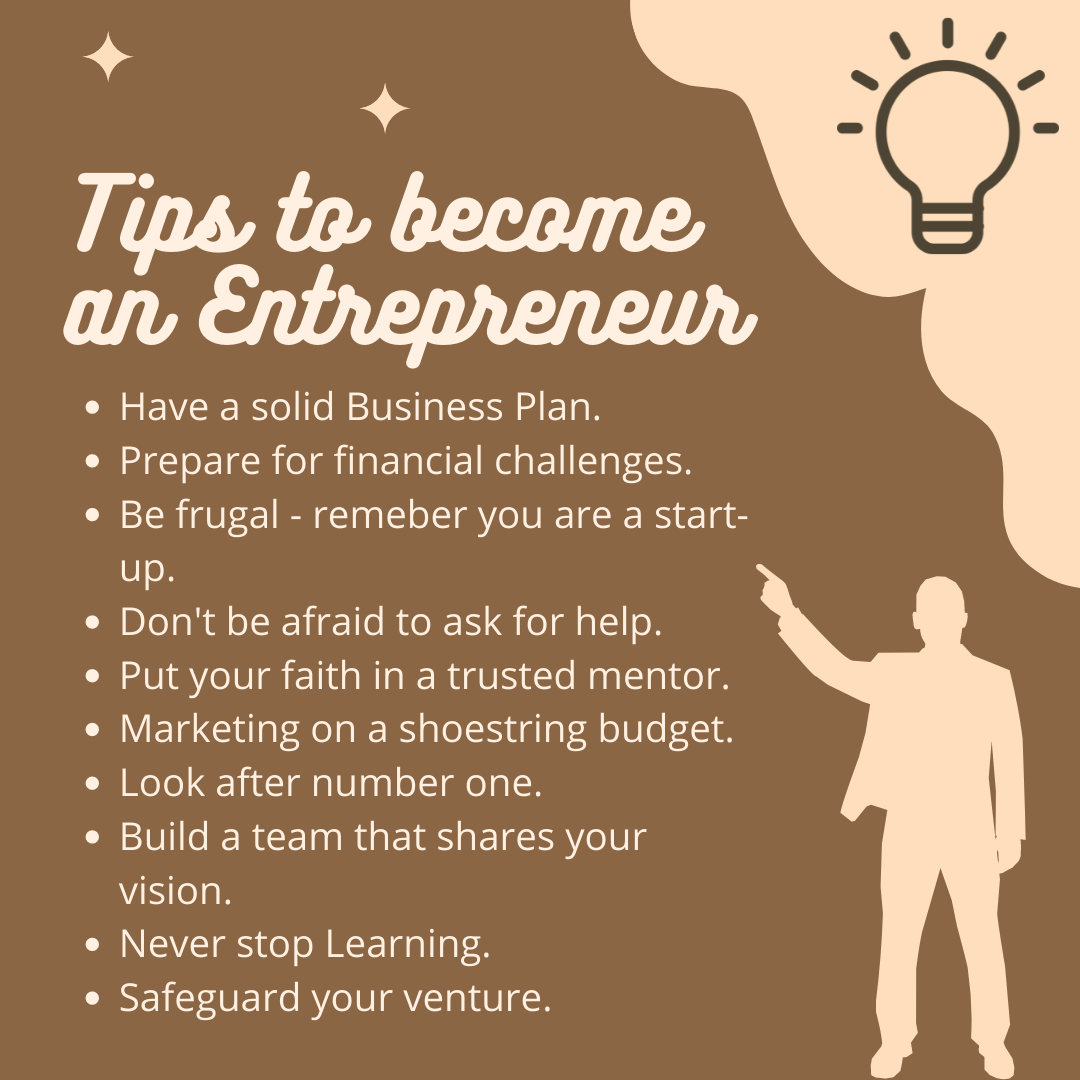 Tips to become
an Entrepreneur
• Have a solid Business Plan.
• Prepare for financial challenges.
• Be frugal - remeber you are a start-
up.
• Don't be afraid to ask for help.
• Put your faith in a trusted mentor.
• Marketing on a shoestring budget.
• Look after number one.
• Build a team that shares your
vision.
• Never stop Learning.
• Safeguard your venture.